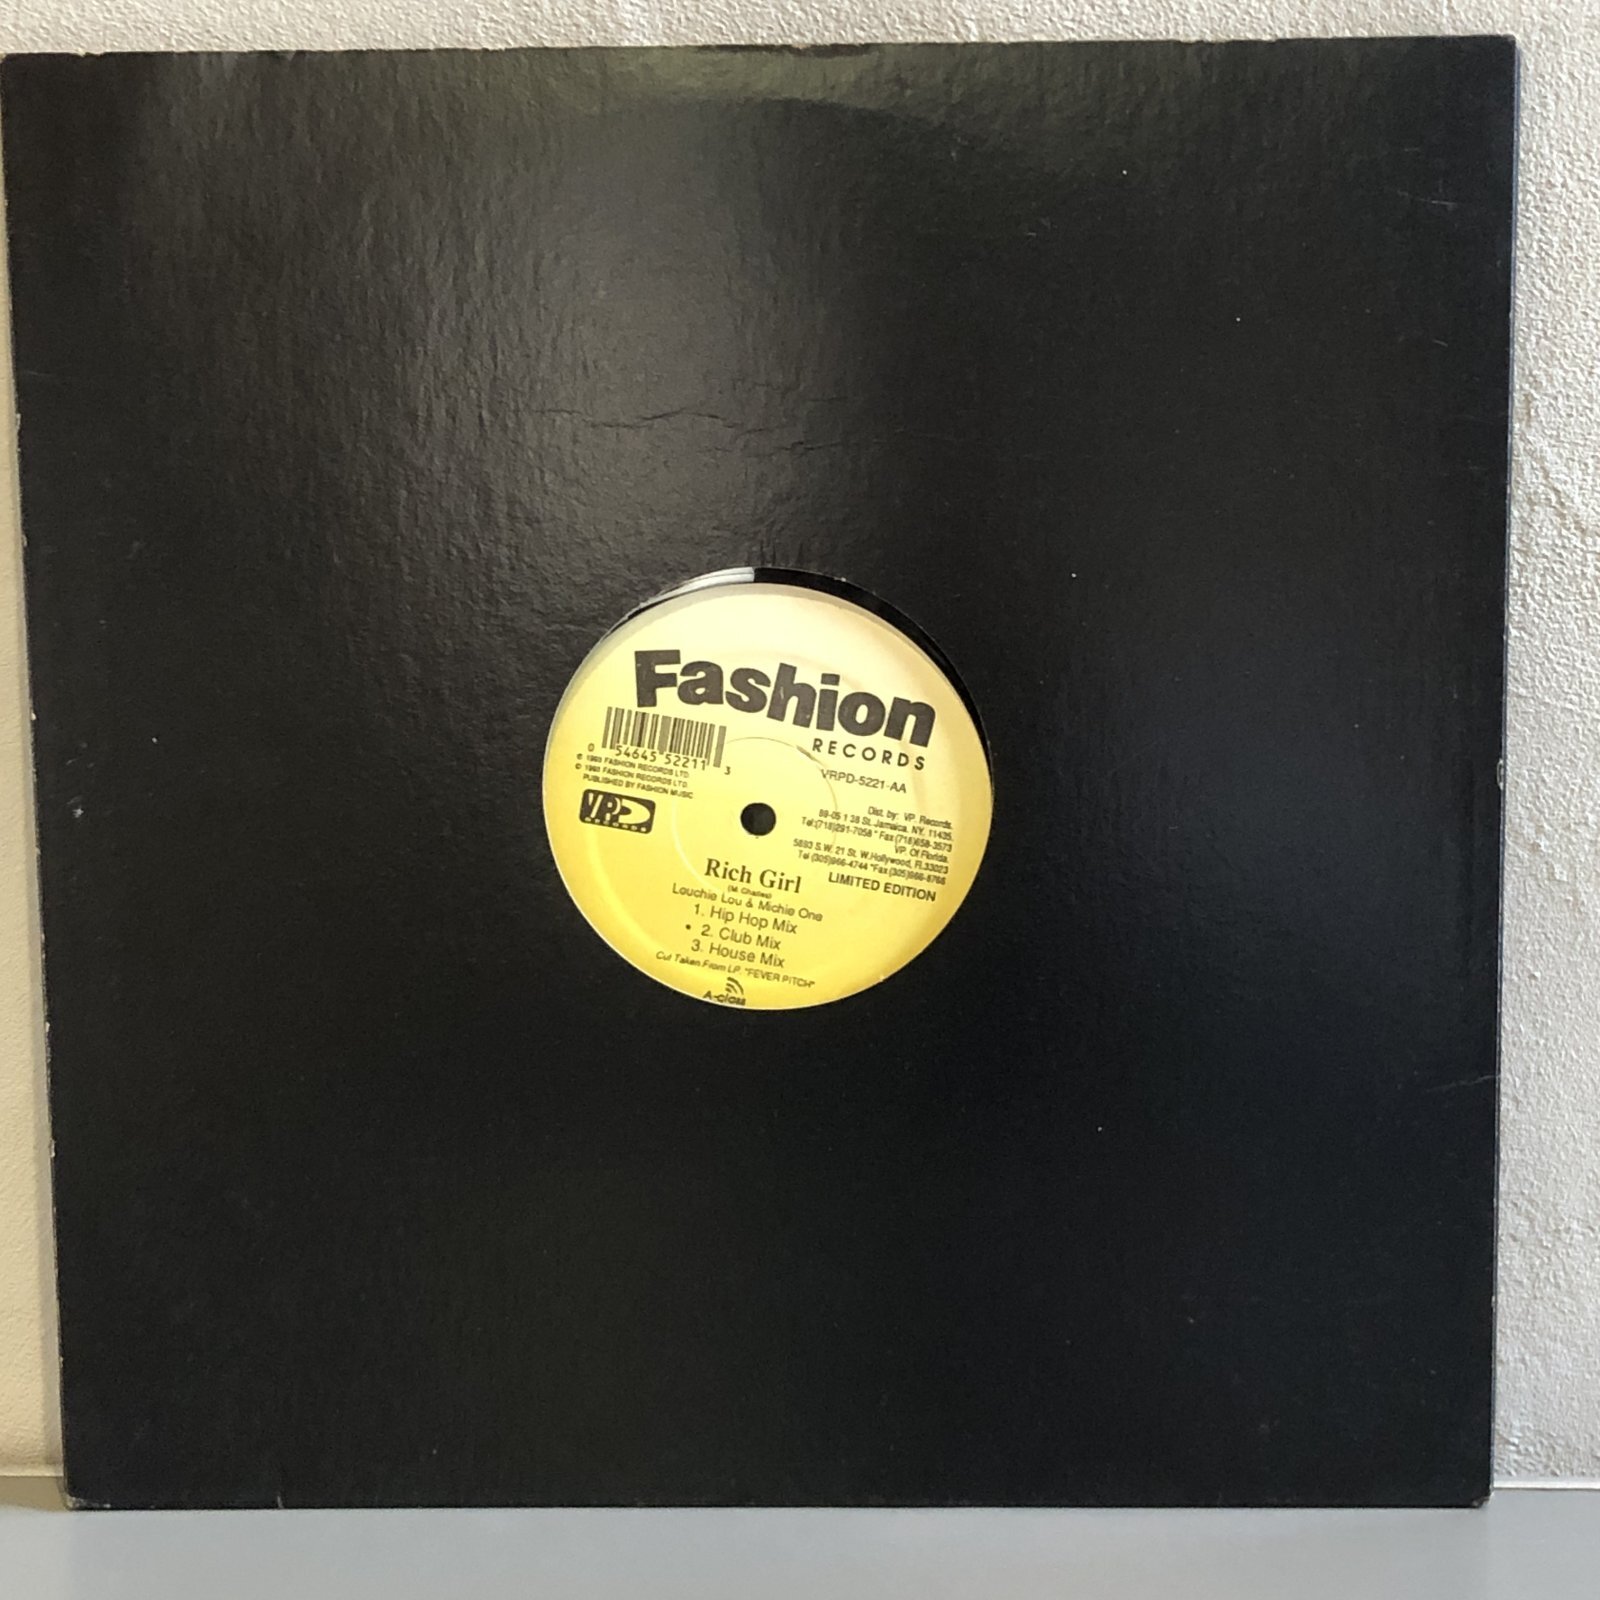 Fashion
RECORDS
0 54645 52211 3
℗ 1993 FASHION RECORDS LTD.
© 1993 FASHION RECORDS LTD.
PUBLISHED BY FASHION MUSIC
VP
RECORDS
VRPD-5221-AA
Dist. by: VP Records.
89-05 1 38 St. Jamaica. NY. 11435.
Tel:(718)291-7058 * Fax (718)658-3573
VP. Of Florida.
5893 S.W. 21 St. W.Hollywood, Fl.33023
Tel (305)966-4744 *Fax (305)966-8766
LIMITED EDITION
Rich Girl
(M. Charles)
Louchie Lou & Michie One
1. Hip Hop Mix
• 2. Club Mix
3. House Mix
Cut Taken From LP. "FEVER PITCH"
A-class